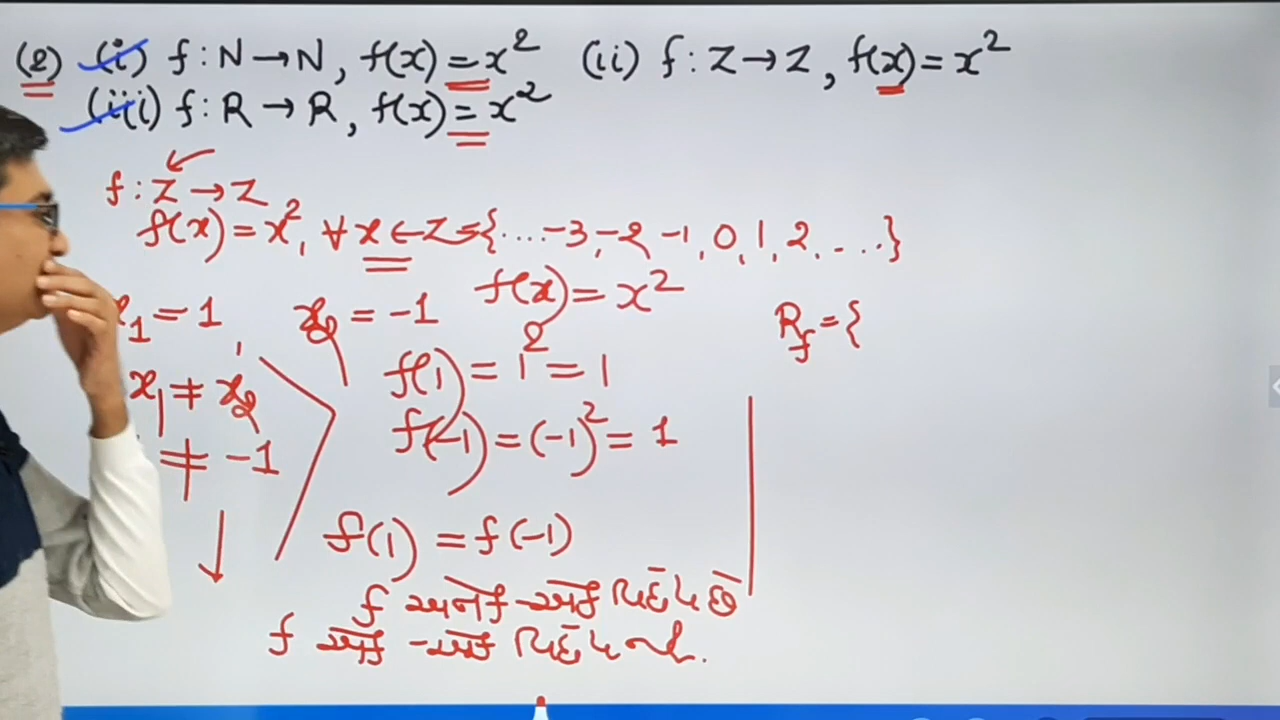 (2) (i) f : N → N, f(x) = x² (ii) f : Z → Z, f(x) = x²
(iii) f : R → R, f(x) = x²
f : Z → Z
f(x) = x², ∀ x ∈ Z = {....-3, -2, -1, 0, 1, 2, ....}
f(x) = x²
x₁ = 1, x₂ = -1
R_f = {
f(1) = 1² = 1
x₁ ≠ x₂
f(-1) = (-1)² = 1
≠ -1
f(1) = f(-1)
f અનેક-એક વિધેય છે
f એક-એક વિધેય નથી.